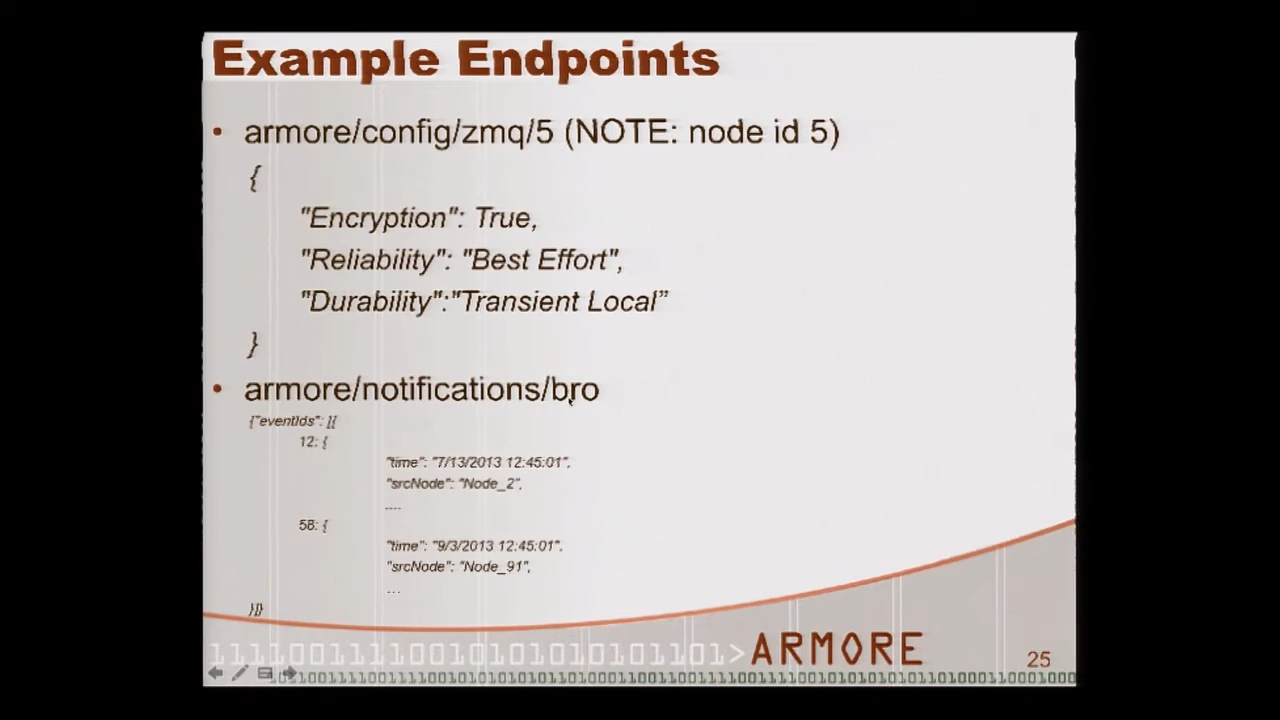 Example Endpoints
• armore/config/zmq/5 (NOTE: node id 5)
{
"Encryption": True,
"Reliability": "Best Effort",
"Durability":"Transient Local”
}
• armore/notifications/bro
{"eventIds": [{
12: {
"time": "7/13/2013 12:45:01",
"srcNode": "Node_2",
....
58: {
"time": "9/3/2013 12:45:01",
"srcNode": "Node_91",
...
}]}
>ARMORE
25